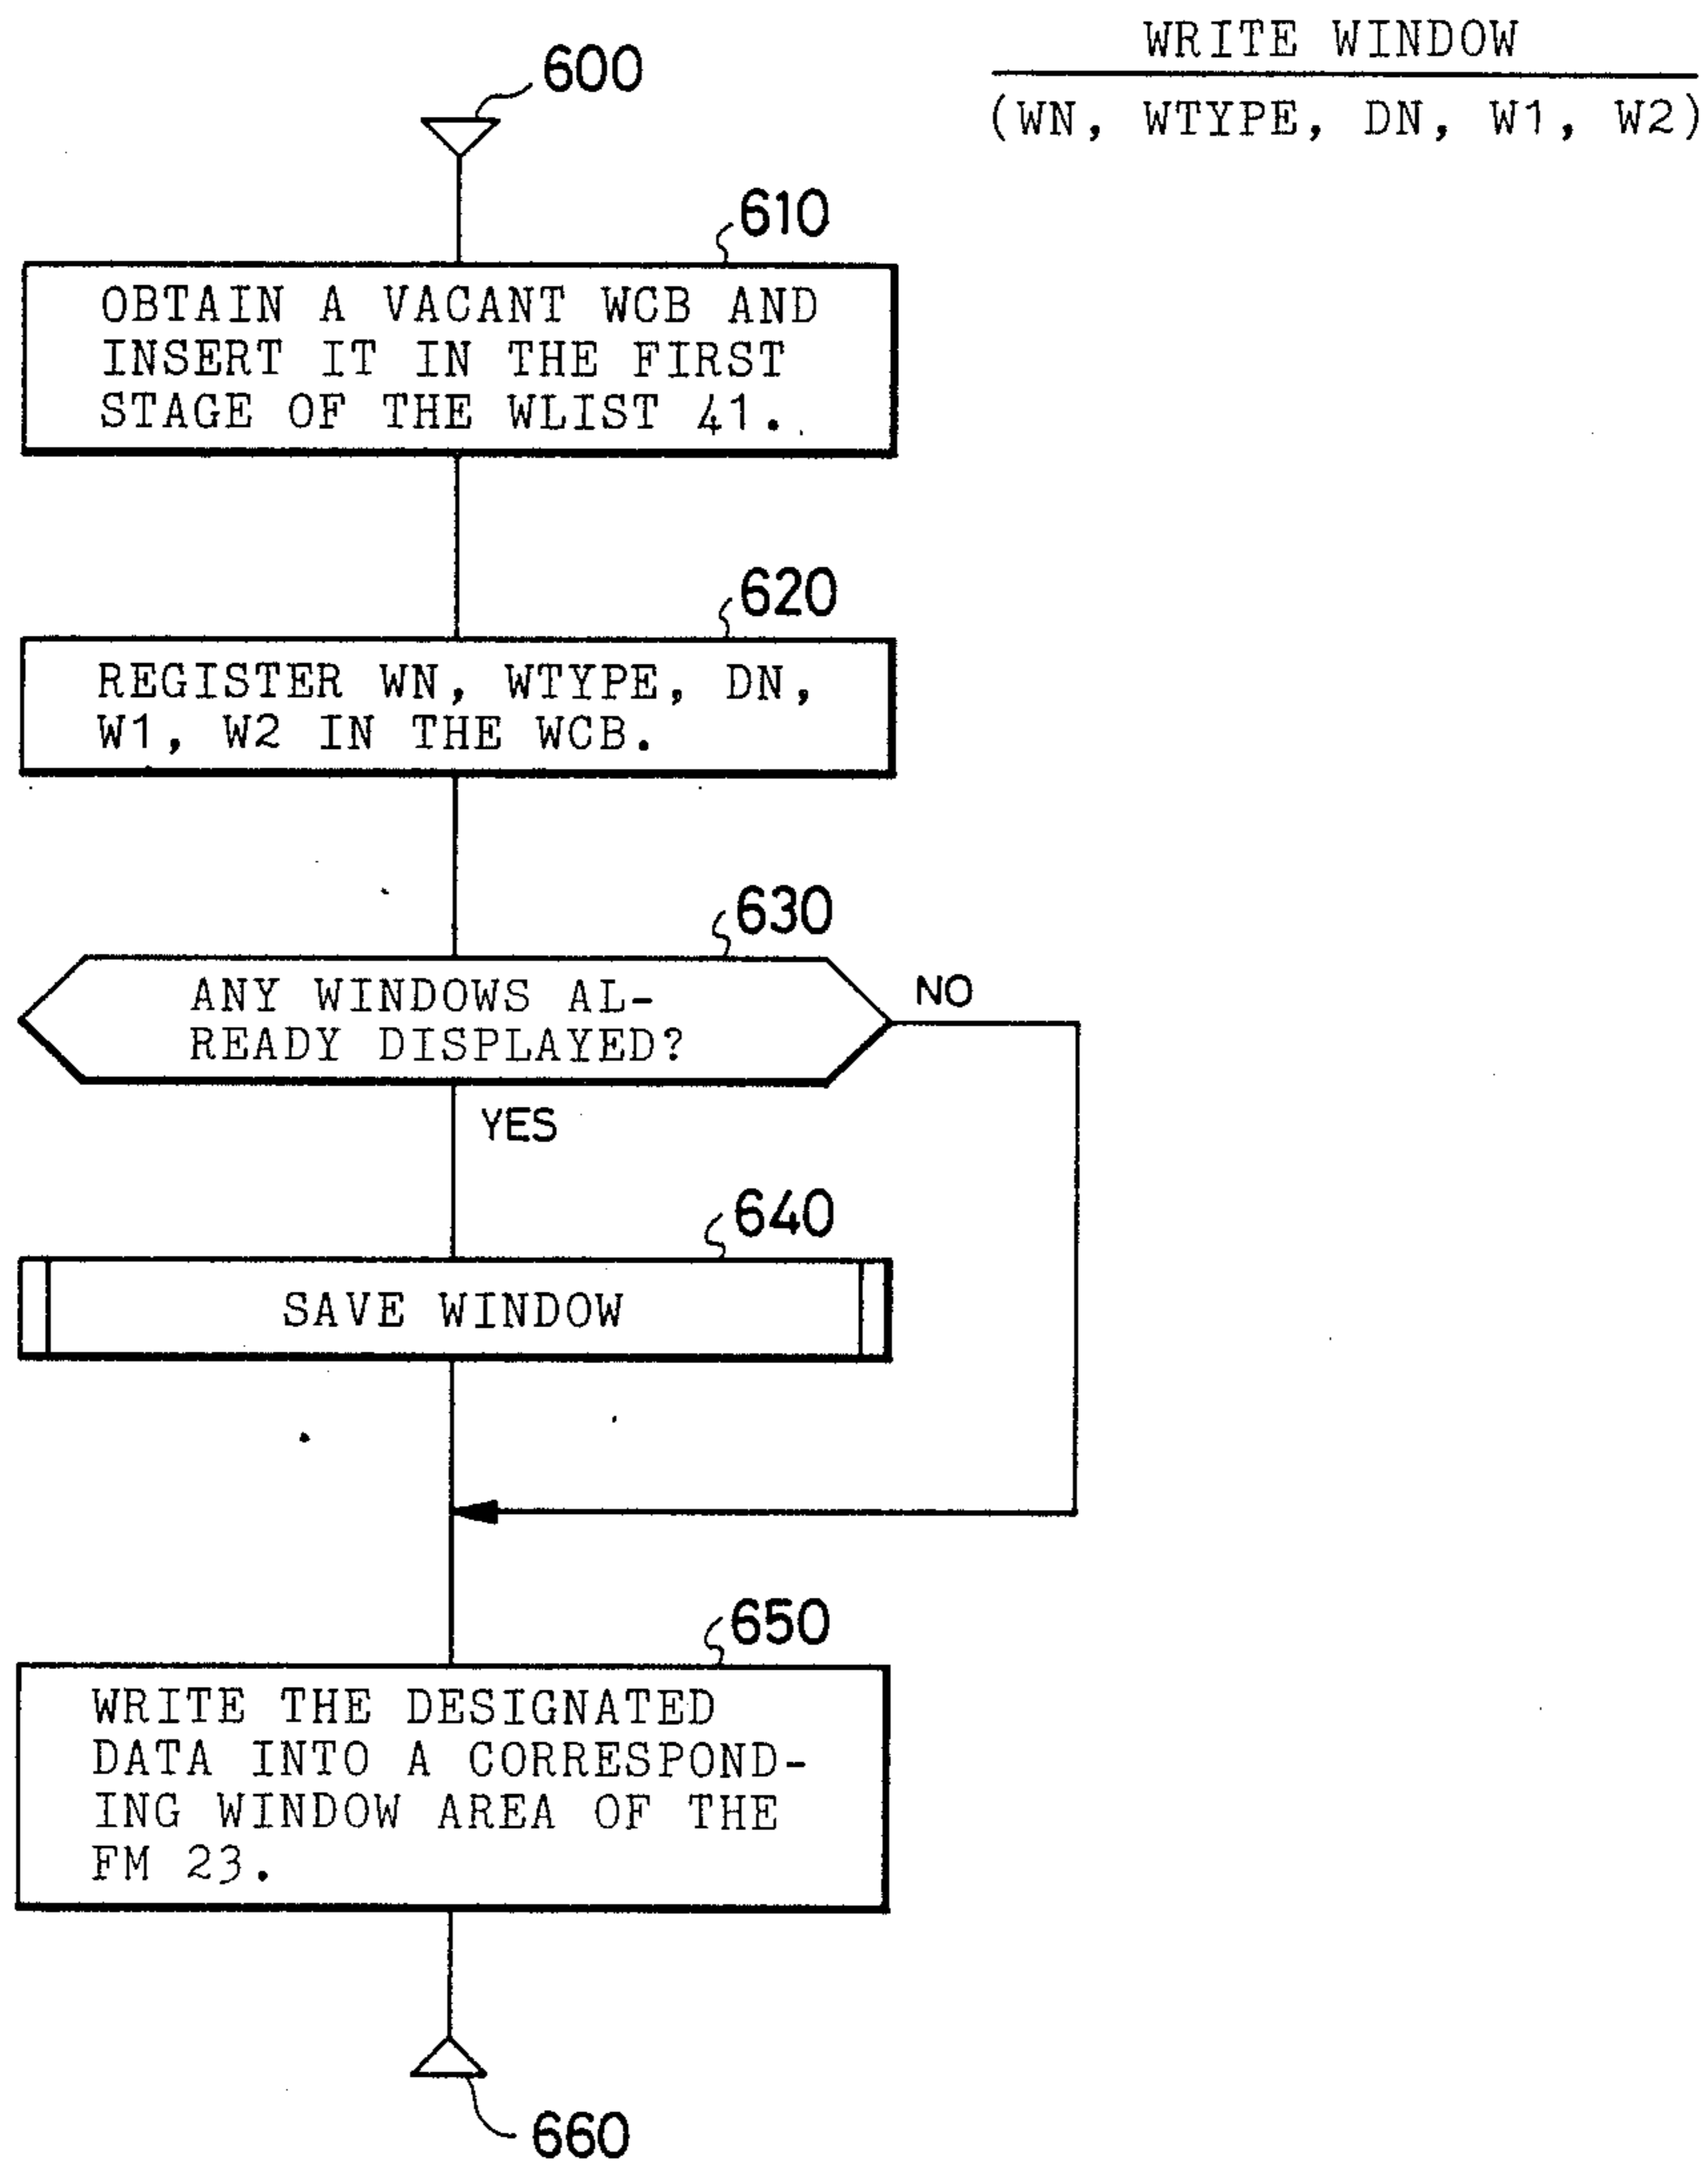 WRITE WINDOW
(WN, WTYPE, DN, W1, W2)
600
610
OBTAIN A VACANT WCB AND
INSERT IT IN THE FIRST
STAGE OF THE WLIST 41.
620
REGISTER WN, WTYPE, DN,
W1, W2 IN THE WCB.
630
ANY WINDOWS AL-
READY DISPLAYED?
NO
YES
640
SAVE WINDOW
650
WRITE THE DESIGNATED
DATA INTO A CORRESPOND-
ING WINDOW AREA OF THE
FM 23.
660